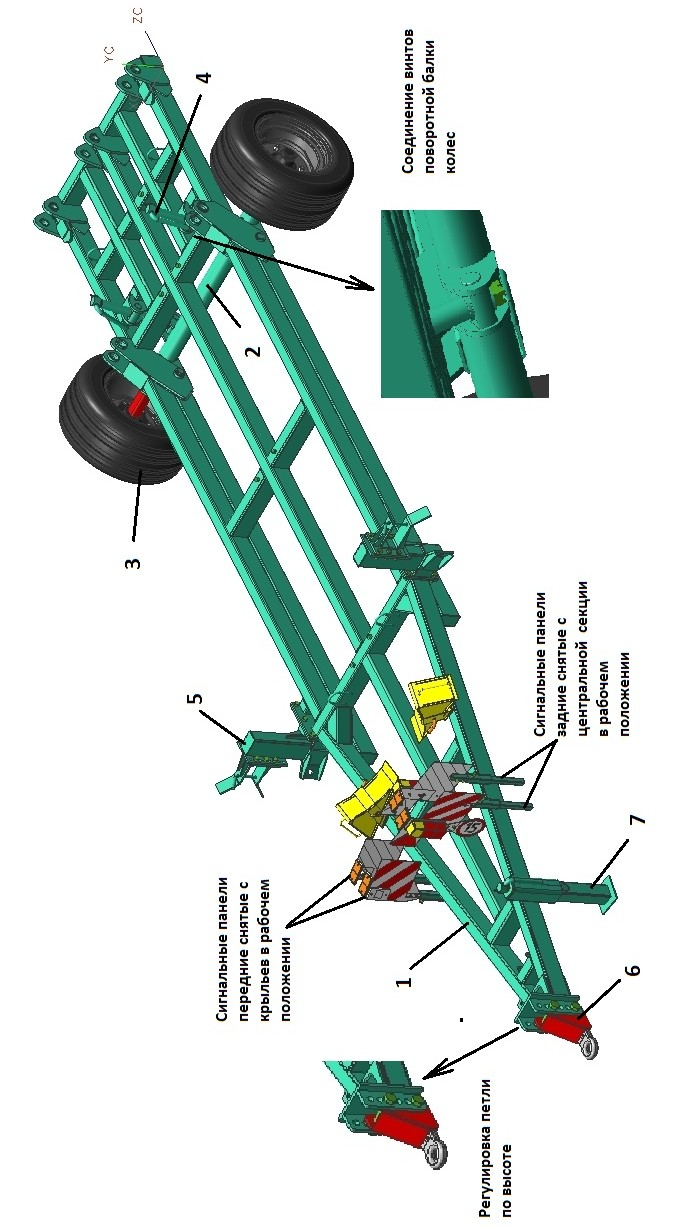 YC
ZC
3
5
4
Сигнальные панели
передние снятые с
крыльев в рабочем
положении
2
1
Соединение винтов
поворотной балки
колес
15
Регулировка петли
по высоте
Сигнальные панели
задние снятые с
центральной секции
в рабочем
положении
6
7